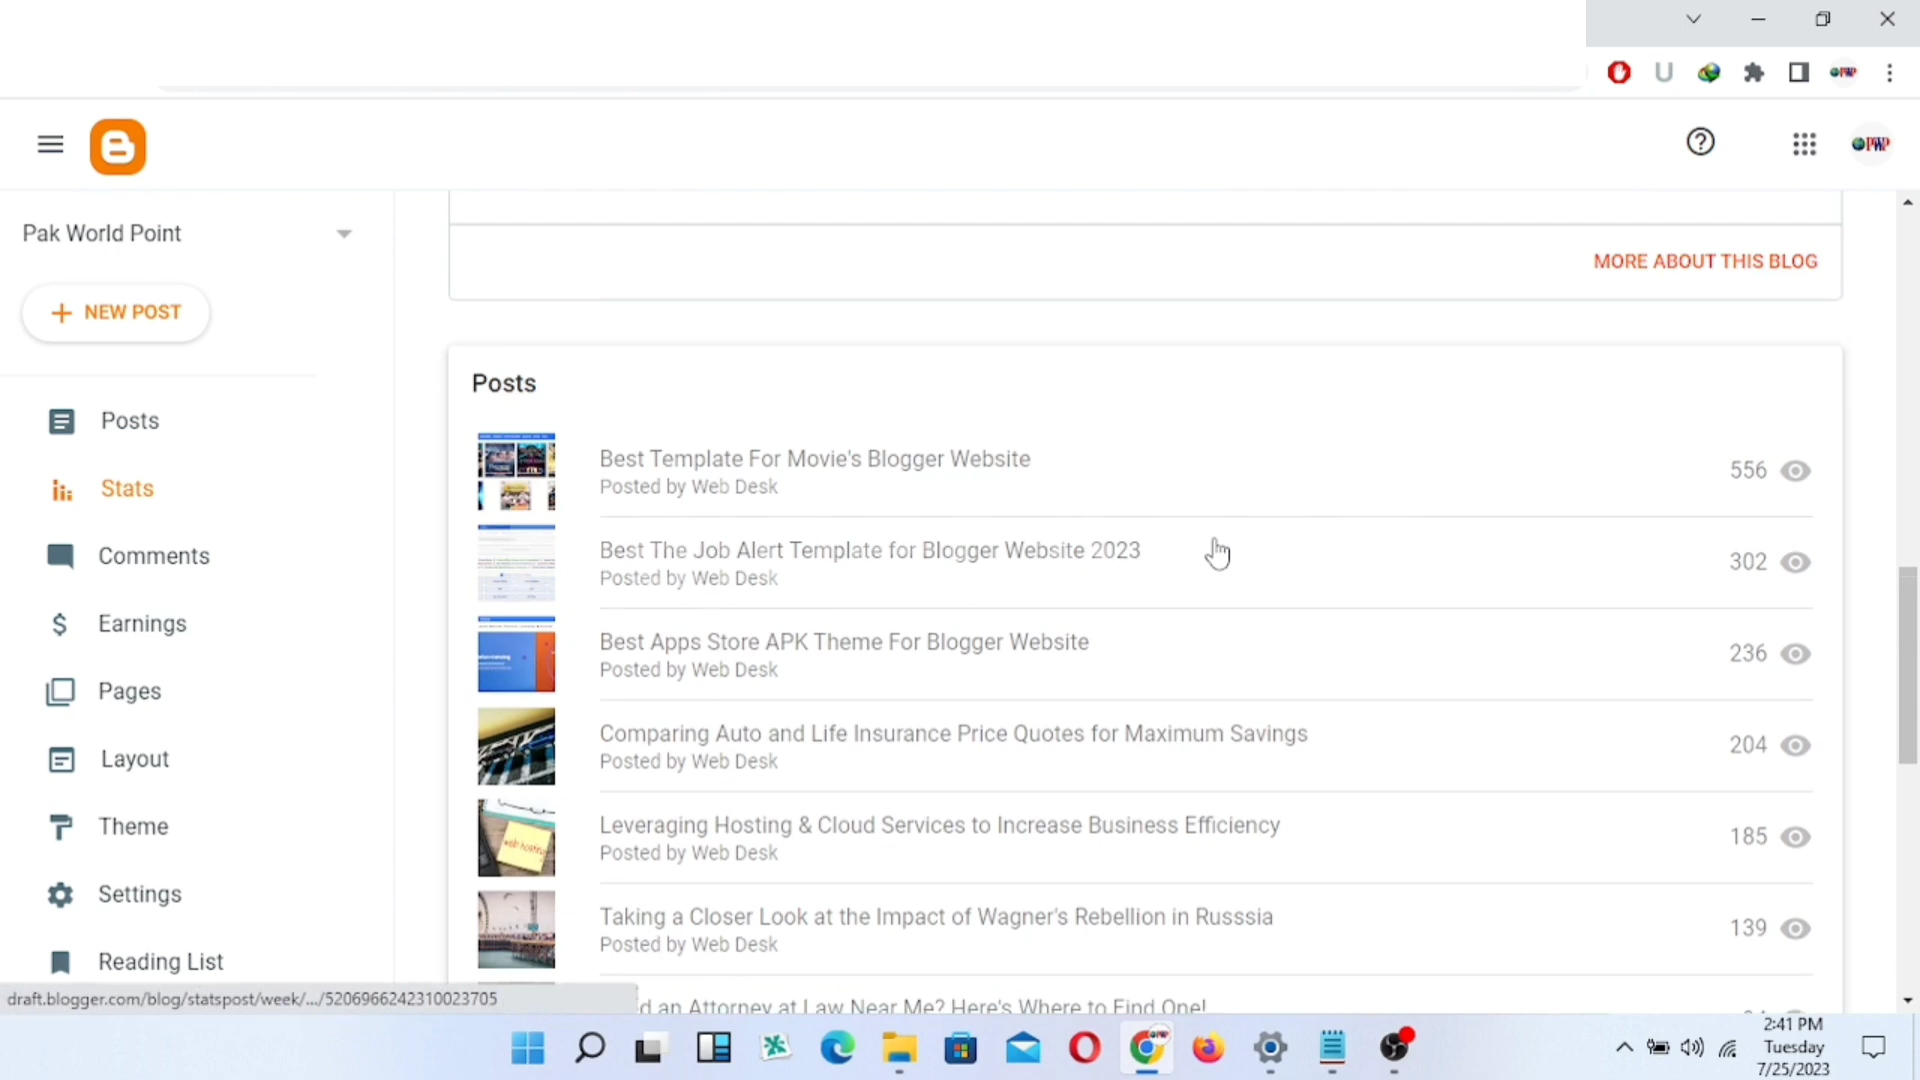 Pak World Point
NEW POST
Posts
Stats
Comments
Earnings
Pages
Layout
Theme
Settings
Reading List
MORE ABOUT THIS BLOG
Posts
Best Template For Movie's Blogger Website
Posted by Web Desk
556
Best The Job Alert Template for Blogger Website 2023
Posted by Web Desk
302
Best Apps Store APK Theme For Blogger Website
Posted by Web Desk
236
Comparing Auto and Life Insurance Price Quotes for Maximum Savings
Posted by Web Desk
204
Leveraging Hosting & Cloud Services to Increase Business Efficiency
Posted by Web Desk
185
Taking a Closer Look at the Impact of Wagner's Rebellion in Russsia
Posted by Web Desk
139
d an Attorney at Law Near Me? Here's Where to Find One!
draft.blogger.com/blog/statspost/week/.../5206966242310023705
2:41 PM
Tuesday
7/25/2023